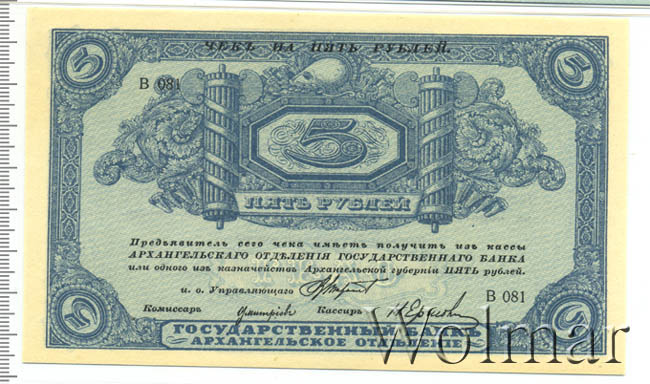 ЧЕКЪ НА ПЯТЬ РУБЛЕЙ.
5 5
В 081
5
ПЯТЬ РУБЛЕЙ
Предъявитель сего чека имѣетъ получить изъ кассы
АРХАНГЕЛЬСКАГО ОТДѢЛЕНІЯ ГОСУДАРСТВЕННАГО БАНКА
или одного изъ казначействъ Архангельской губерніи ПЯТЬ рублей.
и. о. Управляющаго
В 081
Комиссаръ Кассиръ
5 5
ГОСУДАРСТВЕННЫЙ БАНКЪ
АРХАНГЕЛЬСКОЕ ОТДѢЛЕНІЕ
Wolmar